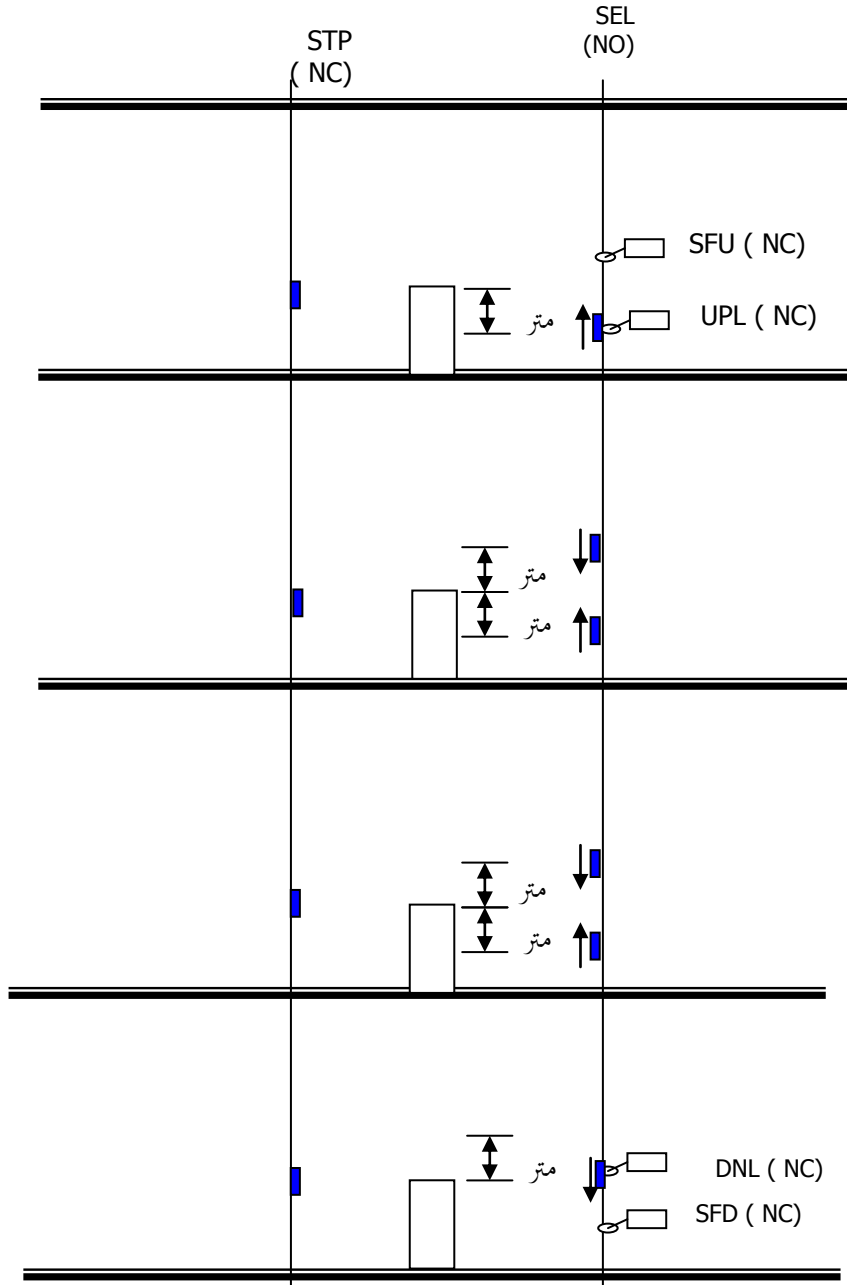 STP
( NC)
SEL
(NO)
SFU ( NC)
متر
UPL ( NC)
متر
متر
متر
متر
متر
DNL ( NC)
SFD ( NC)